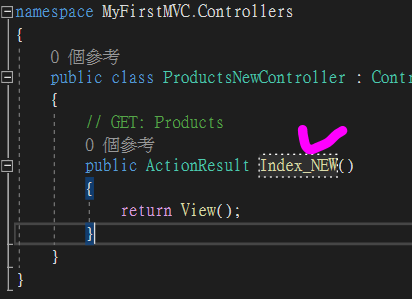 namespace MyFirstMVC.Controllers
{
0 個參考
public class ProductsNewController : Contr
{
// GET: Products
0 個參考
public ActionResult Index_NEW()
{
return View();
}
}
}